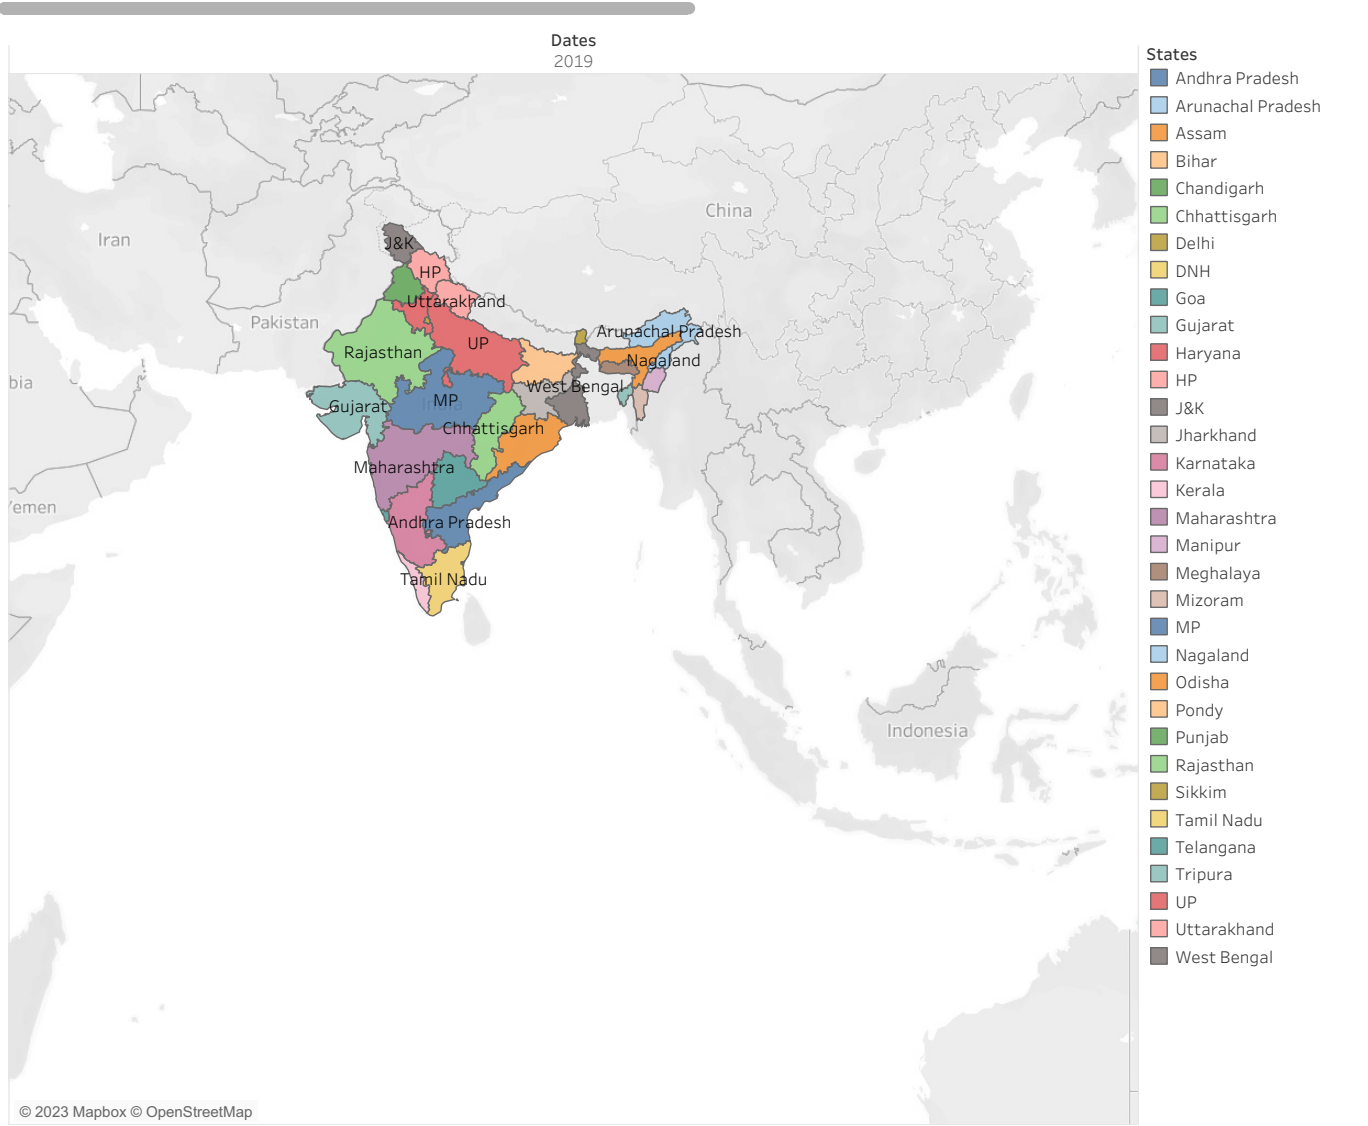 Dates
2019
States
Andhra Pradesh
Arunachal Pradesh
Assam
Bihar
Chandigarh
Chhattisgarh
Delhi
DNH
Goa
Gujarat
Haryana
HP
J&K
Jharkhand
Karnataka
Kerala
Maharashtra
Manipur
Meghalaya
Mizoram
MP
Nagaland
Odisha
Pondy
Punjab
Rajasthan
Sikkim
Tamil Nadu
Telangana
Tripura
UP
Uttarakhand
West Bengal
China
Iran
J&K
HP
Uttarakhand
Pakistan
Arunachal Pradesh
UP
Rajasthan
Nagaland
bia
West Bengal
MP
India
Gujarat
Chhattisgarh
Maharashtra
Yemen
Andhra Pradesh
Tamil Nadu
Indonesia
© 2023 Mapbox © OpenStreetMap